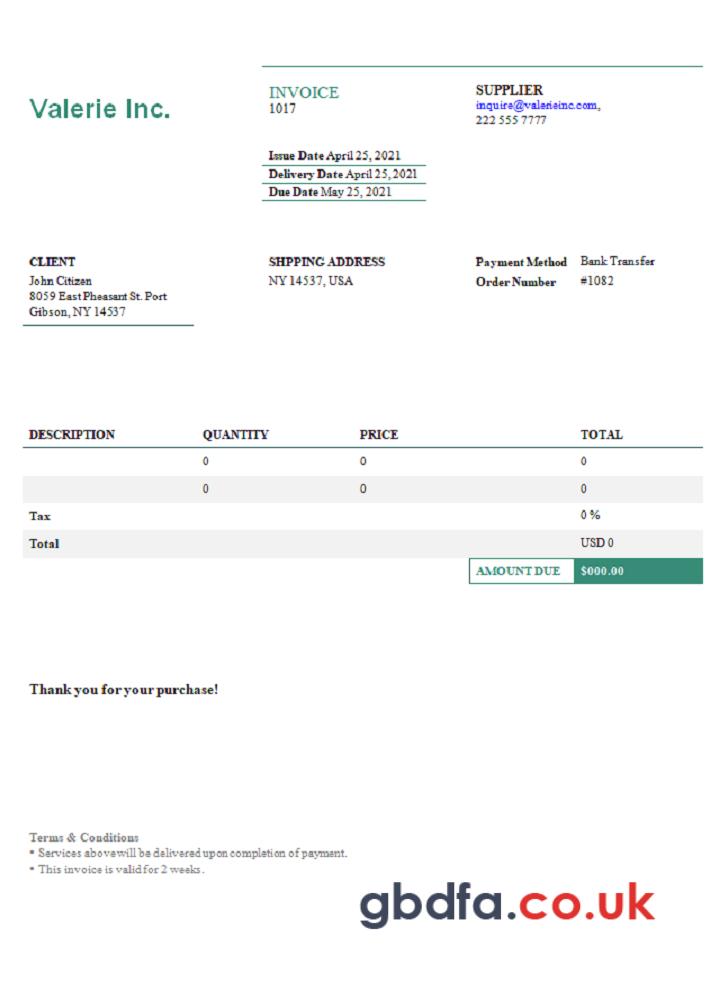 Valerie Inc.
INVOICE
1017
SUPPLIER
inquire@valerieinc.com,
222 555 7777
Issue Date April 25, 2021
Delivery Date April 25, 2021
Due Date May 25, 2021
CLIENT
John Citizen
8059 East Pheasant St. Port
Gibson, NY 14537
SHPPING ADDRESS
NY 14537, USA
Payment Method Bank Transfer
Order Number #1082
DESCRIPTION QUANTITY PRICE TOTAL
0 0 0
0 0 0
Tax 0 %
Total USD 0
AMOUNT DUE $000.00
Thank you for your purchase!
Terms & Conditions
▪ Services above will be delivered upon completion of payment.
▪ This invoice is valid for 2 weeks.
gbdfa.co.uk